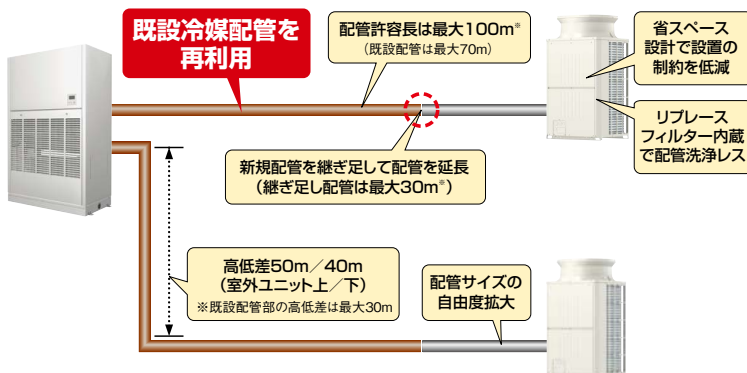 既設冷媒配管を
再利用
配管許容長は最大100m※
(既設配管は最大70m)
省スペース
設計で設置の
制約を低減
リプレース
フィルター内蔵
で配管洗浄レス
新規配管を継ぎ足して配管を延長
(継ぎ足し配管は最大30m※)
高低差50m/40m
(室外ユニット上/下)
※既設配管部の高低差は最大30m
配管サイズの
自由度拡大